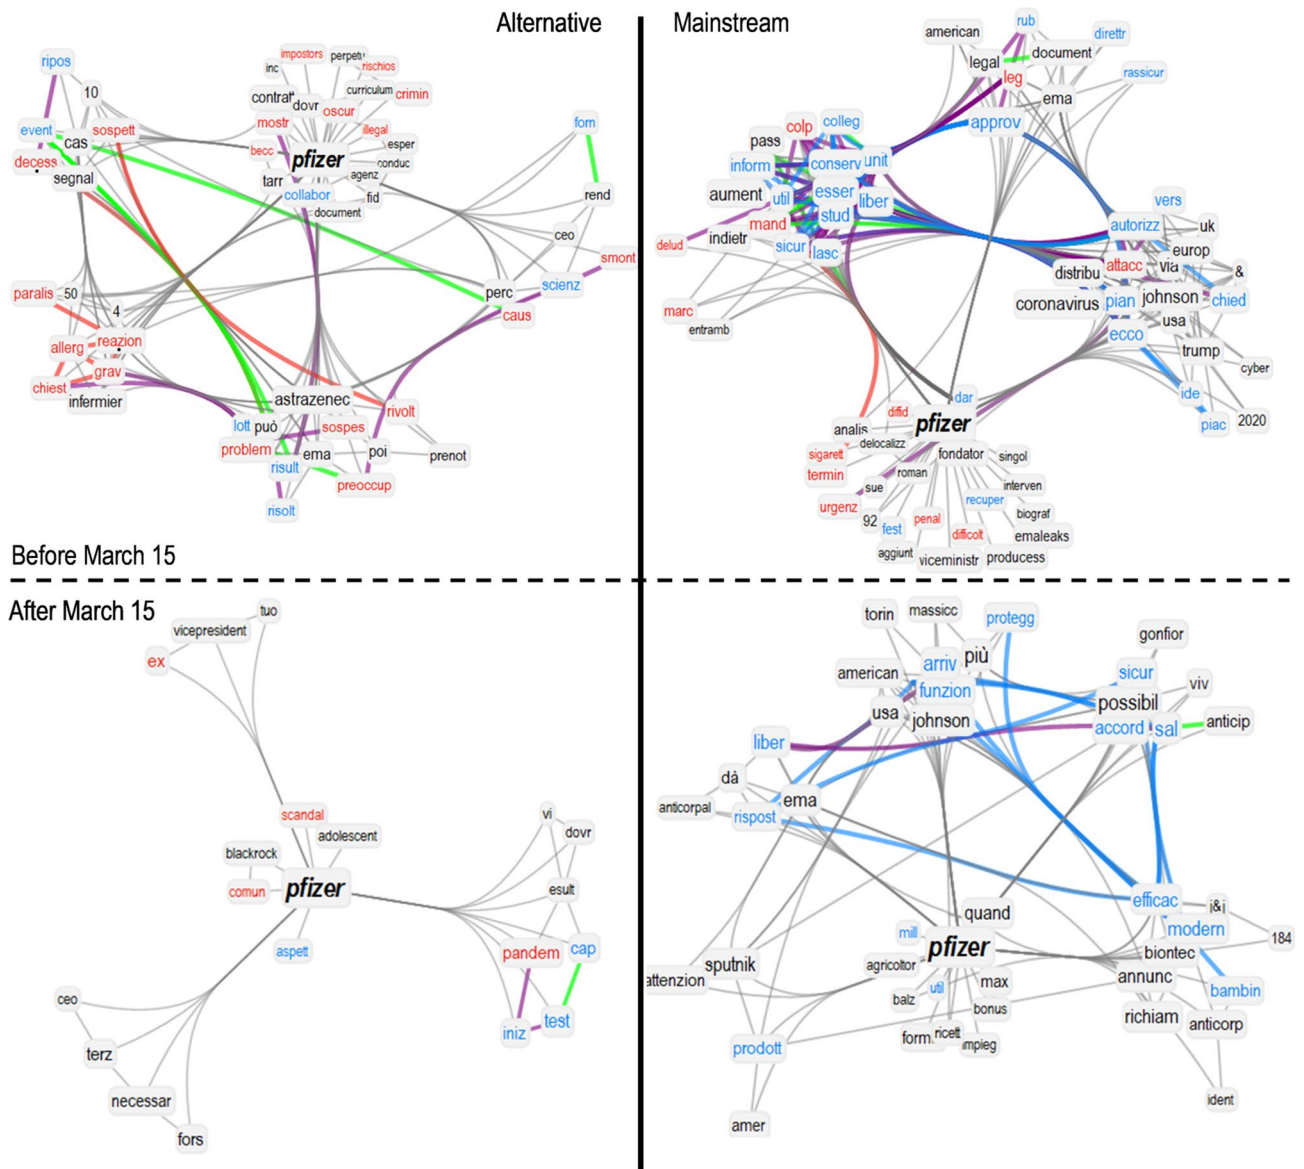 Alternative
ripos
10
event
cas
sospett
decess
segnal
impostors
perpetu
inc
rischios
contratt
dovr
curriculum
crimin
mostr
oscur
illegal
becc
pfizer
esper
conduc
tarr
agenz
collabor
fid
document
forn
rend
ceo
smont
scienz
perc
caus
paralis
50
4
allerg
reazion
grav
chiest
infermier
astrazenec
rivolt
lott
può
sospes
problem
ema
poi
prenot
risult
preoccup
risolt
Before March 15
Mainstream
rub
american
direttr
legal
document
leg
rassicur
ema
approv
colp
colleg
pass
inform
conserv
unit
aument
util
esser
liber
mand
stud
delud
indietr
sicur
lasc
marc
entramb
vers
autorizz
uk
europ
attacc
via
distribu
&
coronavirus
pian
johnson
chied
usa
ecco
trump
cyber
ide
piac
2020
dar
diffid
pfizer
analis
delocalizz
sigarett
fondator
singol
termin
roman
sue
interven
urgenz
recuper
92
fest
penal
biograf
difficolt
emaleaks
aggiunt
viceministr
producess
After March 15
tuo
vicepresident
ex
scandal
adolescent
blackrock
comun
pfizer
aspett
vi
dovr
esult
pandem
cap
iniz
test
ceo
terz
necessar
fors
torin
massicc
protegg
gonfior
american
arriv
più
sicur
funzion
viv
usa
johnson
possibil
accord
sal
anticip
liber
dà
anticorpal
ema
rispost
efficac
j&j
modern
184
quand
mill
pfizer
biontec
agricoltor
sputnik
attenzion
util
max
annunc
balz
bonus
bambin
form
ricett
impieg
richiam
anticorp
prodott
ident
amer